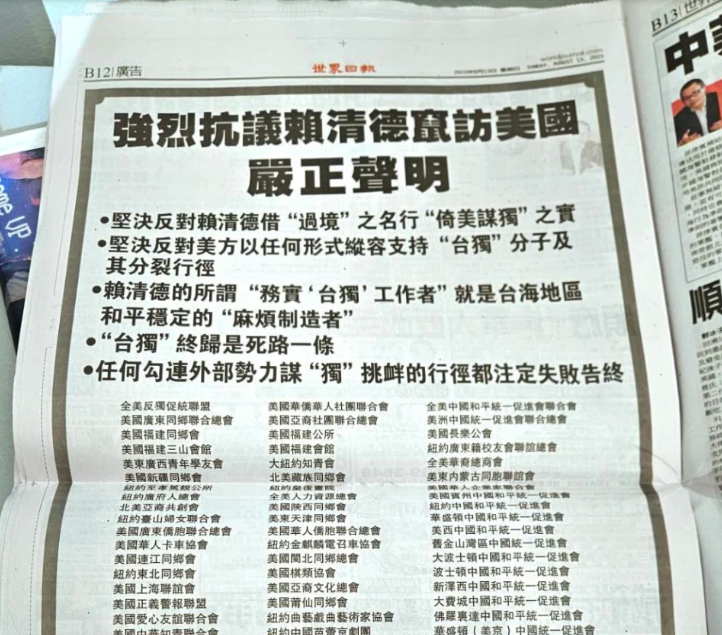 B12 廣告
世界日報
worldjournal.com
SUNDAY, AUGUST 13, 2023
強烈抗議賴清德竄訪美國
嚴正聲明
•堅決反對賴清德借“過境”之名行“倚美謀獨”之實
•堅決反對美方以任何形式縱容支持“台獨”分子及
其分裂行徑
•賴清德的所謂“務實‘台獨’工作者”就是台海地區
和平穩定的“麻煩制造者”
•“台獨”終歸是死路一條
•任何勾連外部勢力謀“獨”挑衅的行徑都注定失敗告終
全美反獨促統聯盟 美國華僑華人社團聯合會 全美中國和平統一促進會聯合會
美國廣東同鄉聯合總會 美國亞裔社團聯合總會 美洲中國統一促進會聯合總會
美國福建同鄉會 美國福建公所 美國長樂公會
美國福建三山會館 美國福建會館 紐約廣東籍校友會聯誼總會
美東廣西青年學友會 大紐約知青會 全美華裔總商會
美國新疆同鄉會 北美藏族同鄉會 美東內蒙古同胞聯誼會
紐約廣府人總會 全美人力資源總會 美國賓州中國和平統一促進會
北美亞裔共創會 美國陝西同鄉會 紐約中國和平統一促進會
紐約臺山婦女聯合會 美東天津同鄉會 華盛頓中國和平統一促進會
美國廣東僑胞聯合總會 美國華人僑胞聯合總會 美西中國和平統一促進會
美國華人卡車協會 紐約金麒麟電召車協會 舊金山灣區中國統一促進會
美國連江同鄉會 美國閩北同鄉總會 大波士頓中國和平統一促進會
紐約東北同鄉會 美國棋類協會 波士頓中國和平統一促進會
美國上海聯誼會 美國亞裔文化總會 新澤西中國和平統一促進會
美國正義警報聯盟 美國莆仙同鄉會 大費城中國和平統一促進會
美國愛心友誼聯合會 紐約曲藝戲曲藝術家協會 佛羅裏達中國和平統一促進會
美國中華知青聯合會 紐約中國芭蕾京劇團 華盛頓（美京）中國統一促進會
B13
中
順
ome UP